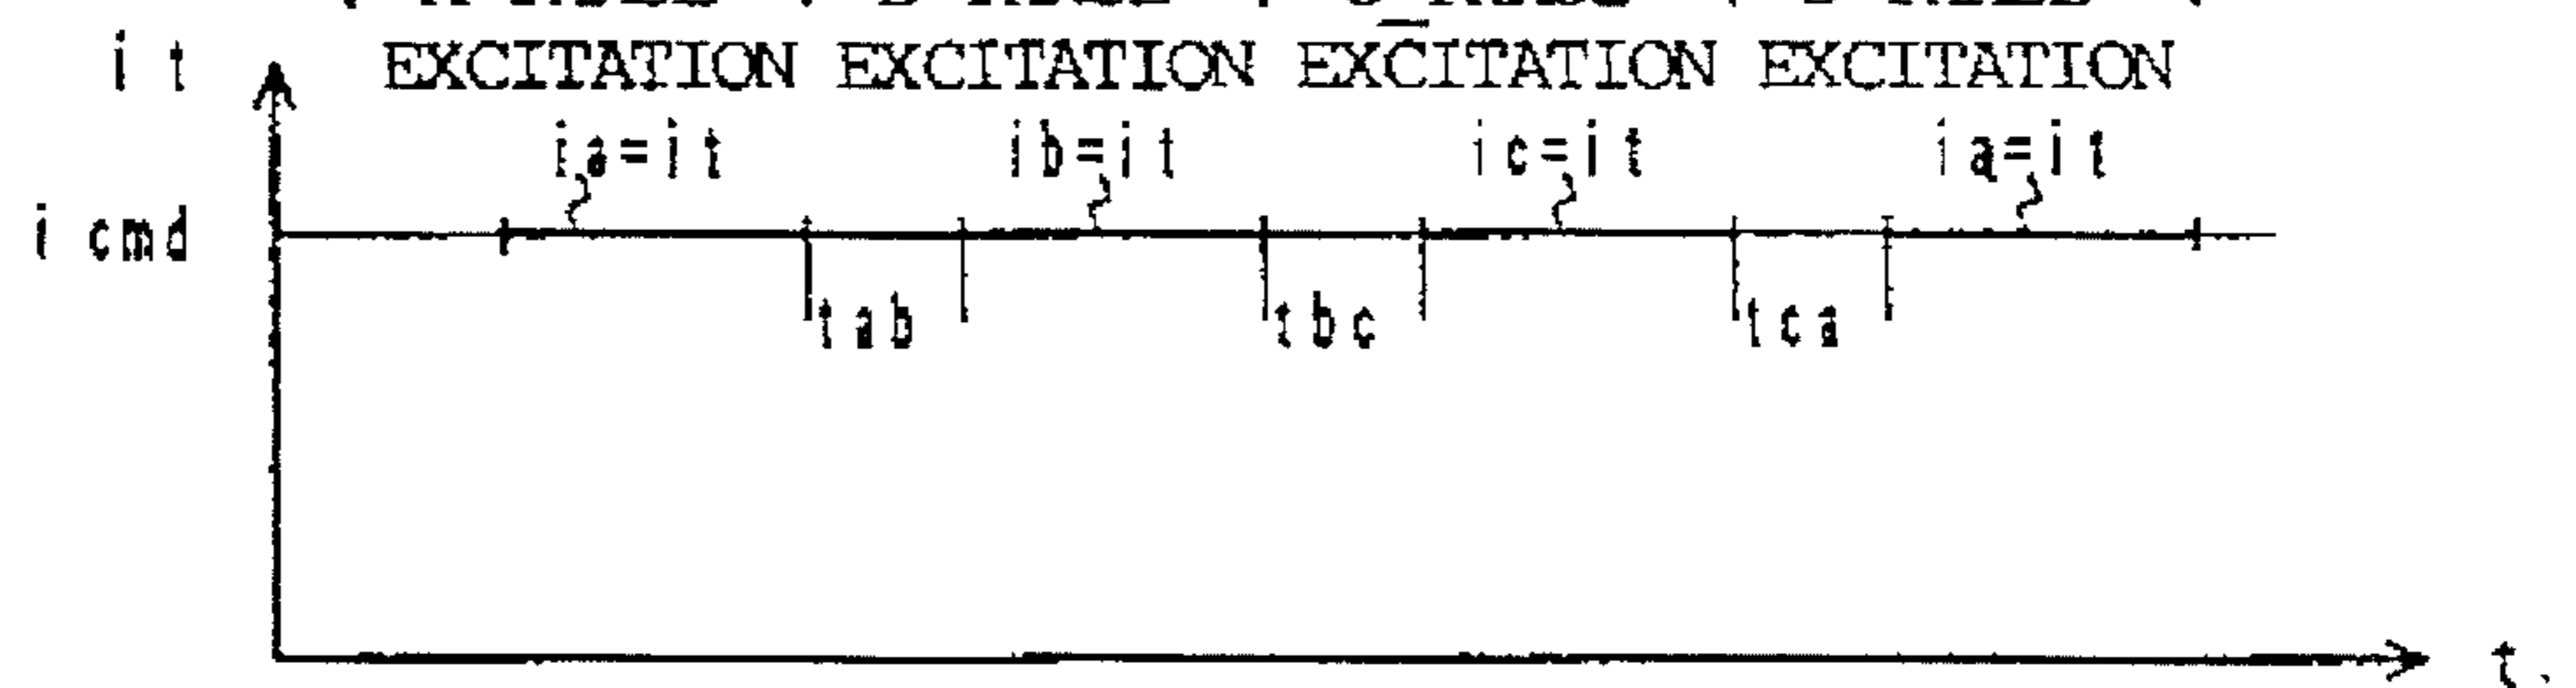 i t EXCITATION EXCITATION EXCITATION EXCITATION
ia=it ib=it ic=it ia=it
i cmd
tab tbc tca
t